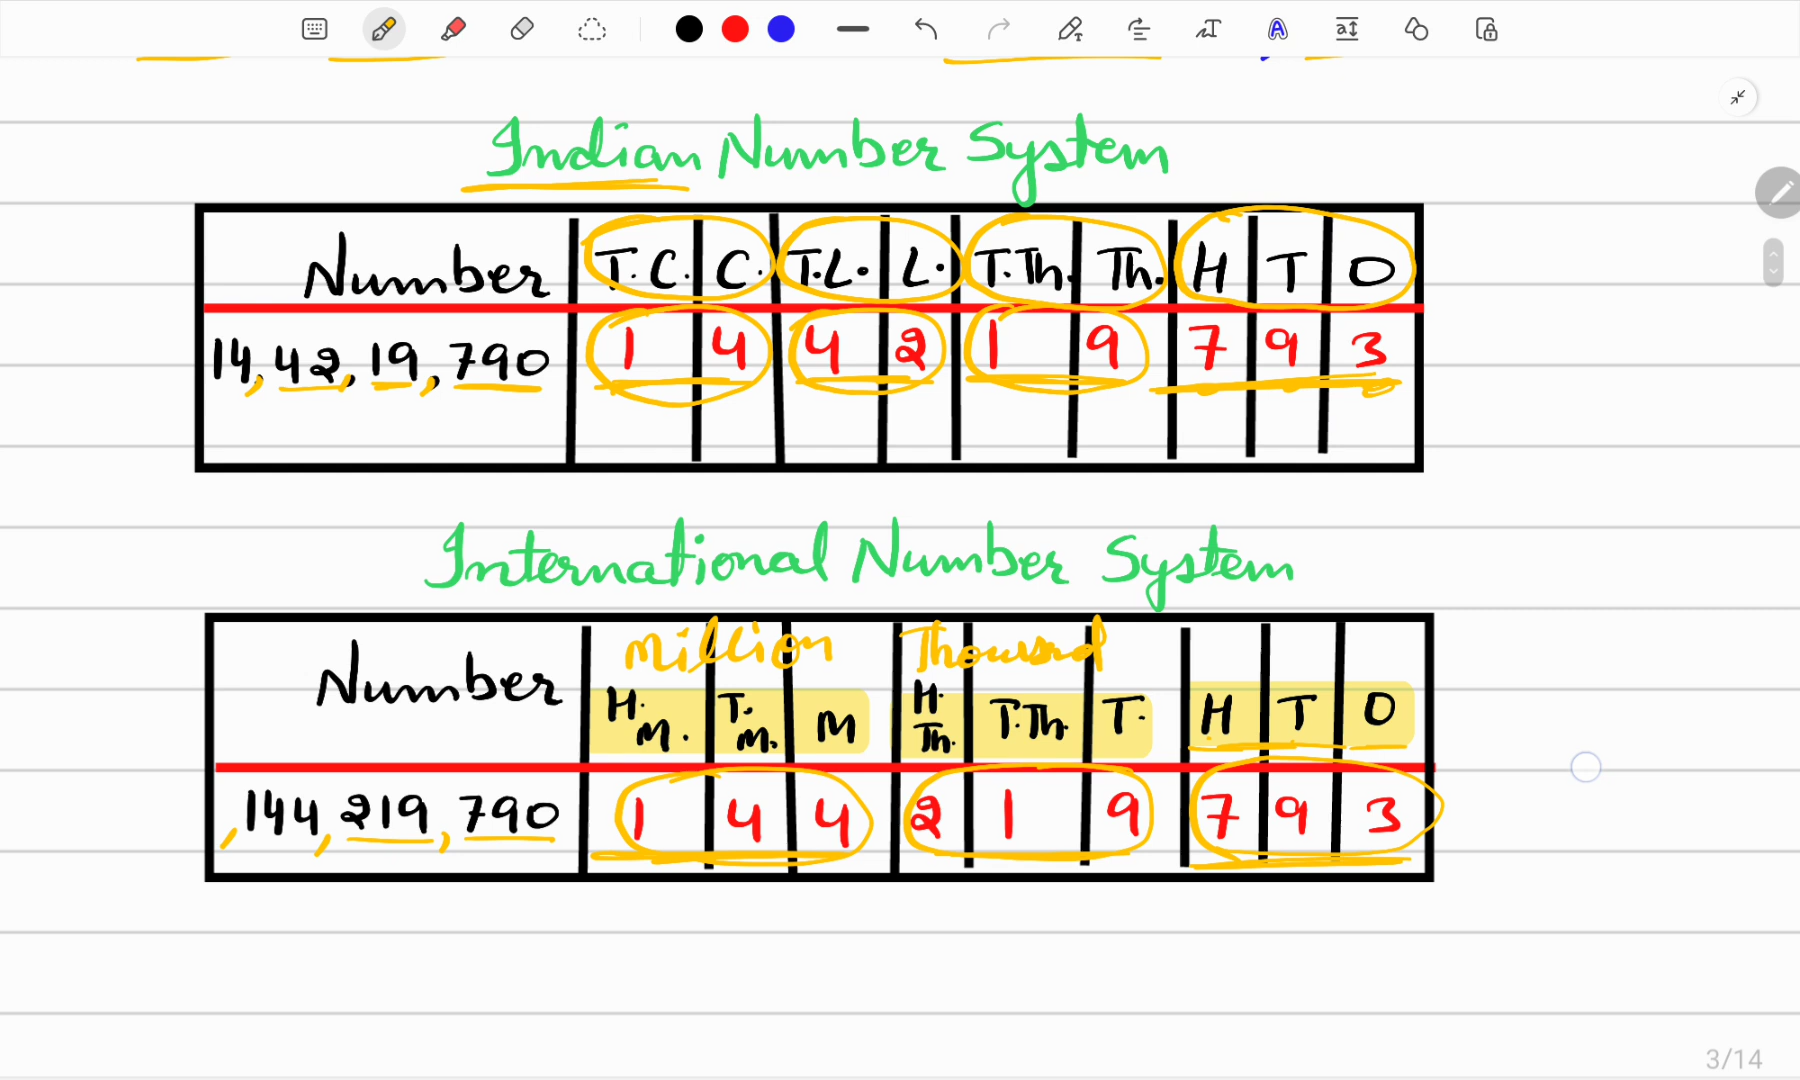 Indian Number System
Number T.C. C. T.L. L. T.Th. Th. H T O
14,42,19,790 1 4 4 2 1 9 7 9 3
International Number System
Million Thousnd
Number H.M. T.M. M H.Th. T.Th. T. H T O
,144,219,790 1 4 4 2 1 9 7 9 3
3/14